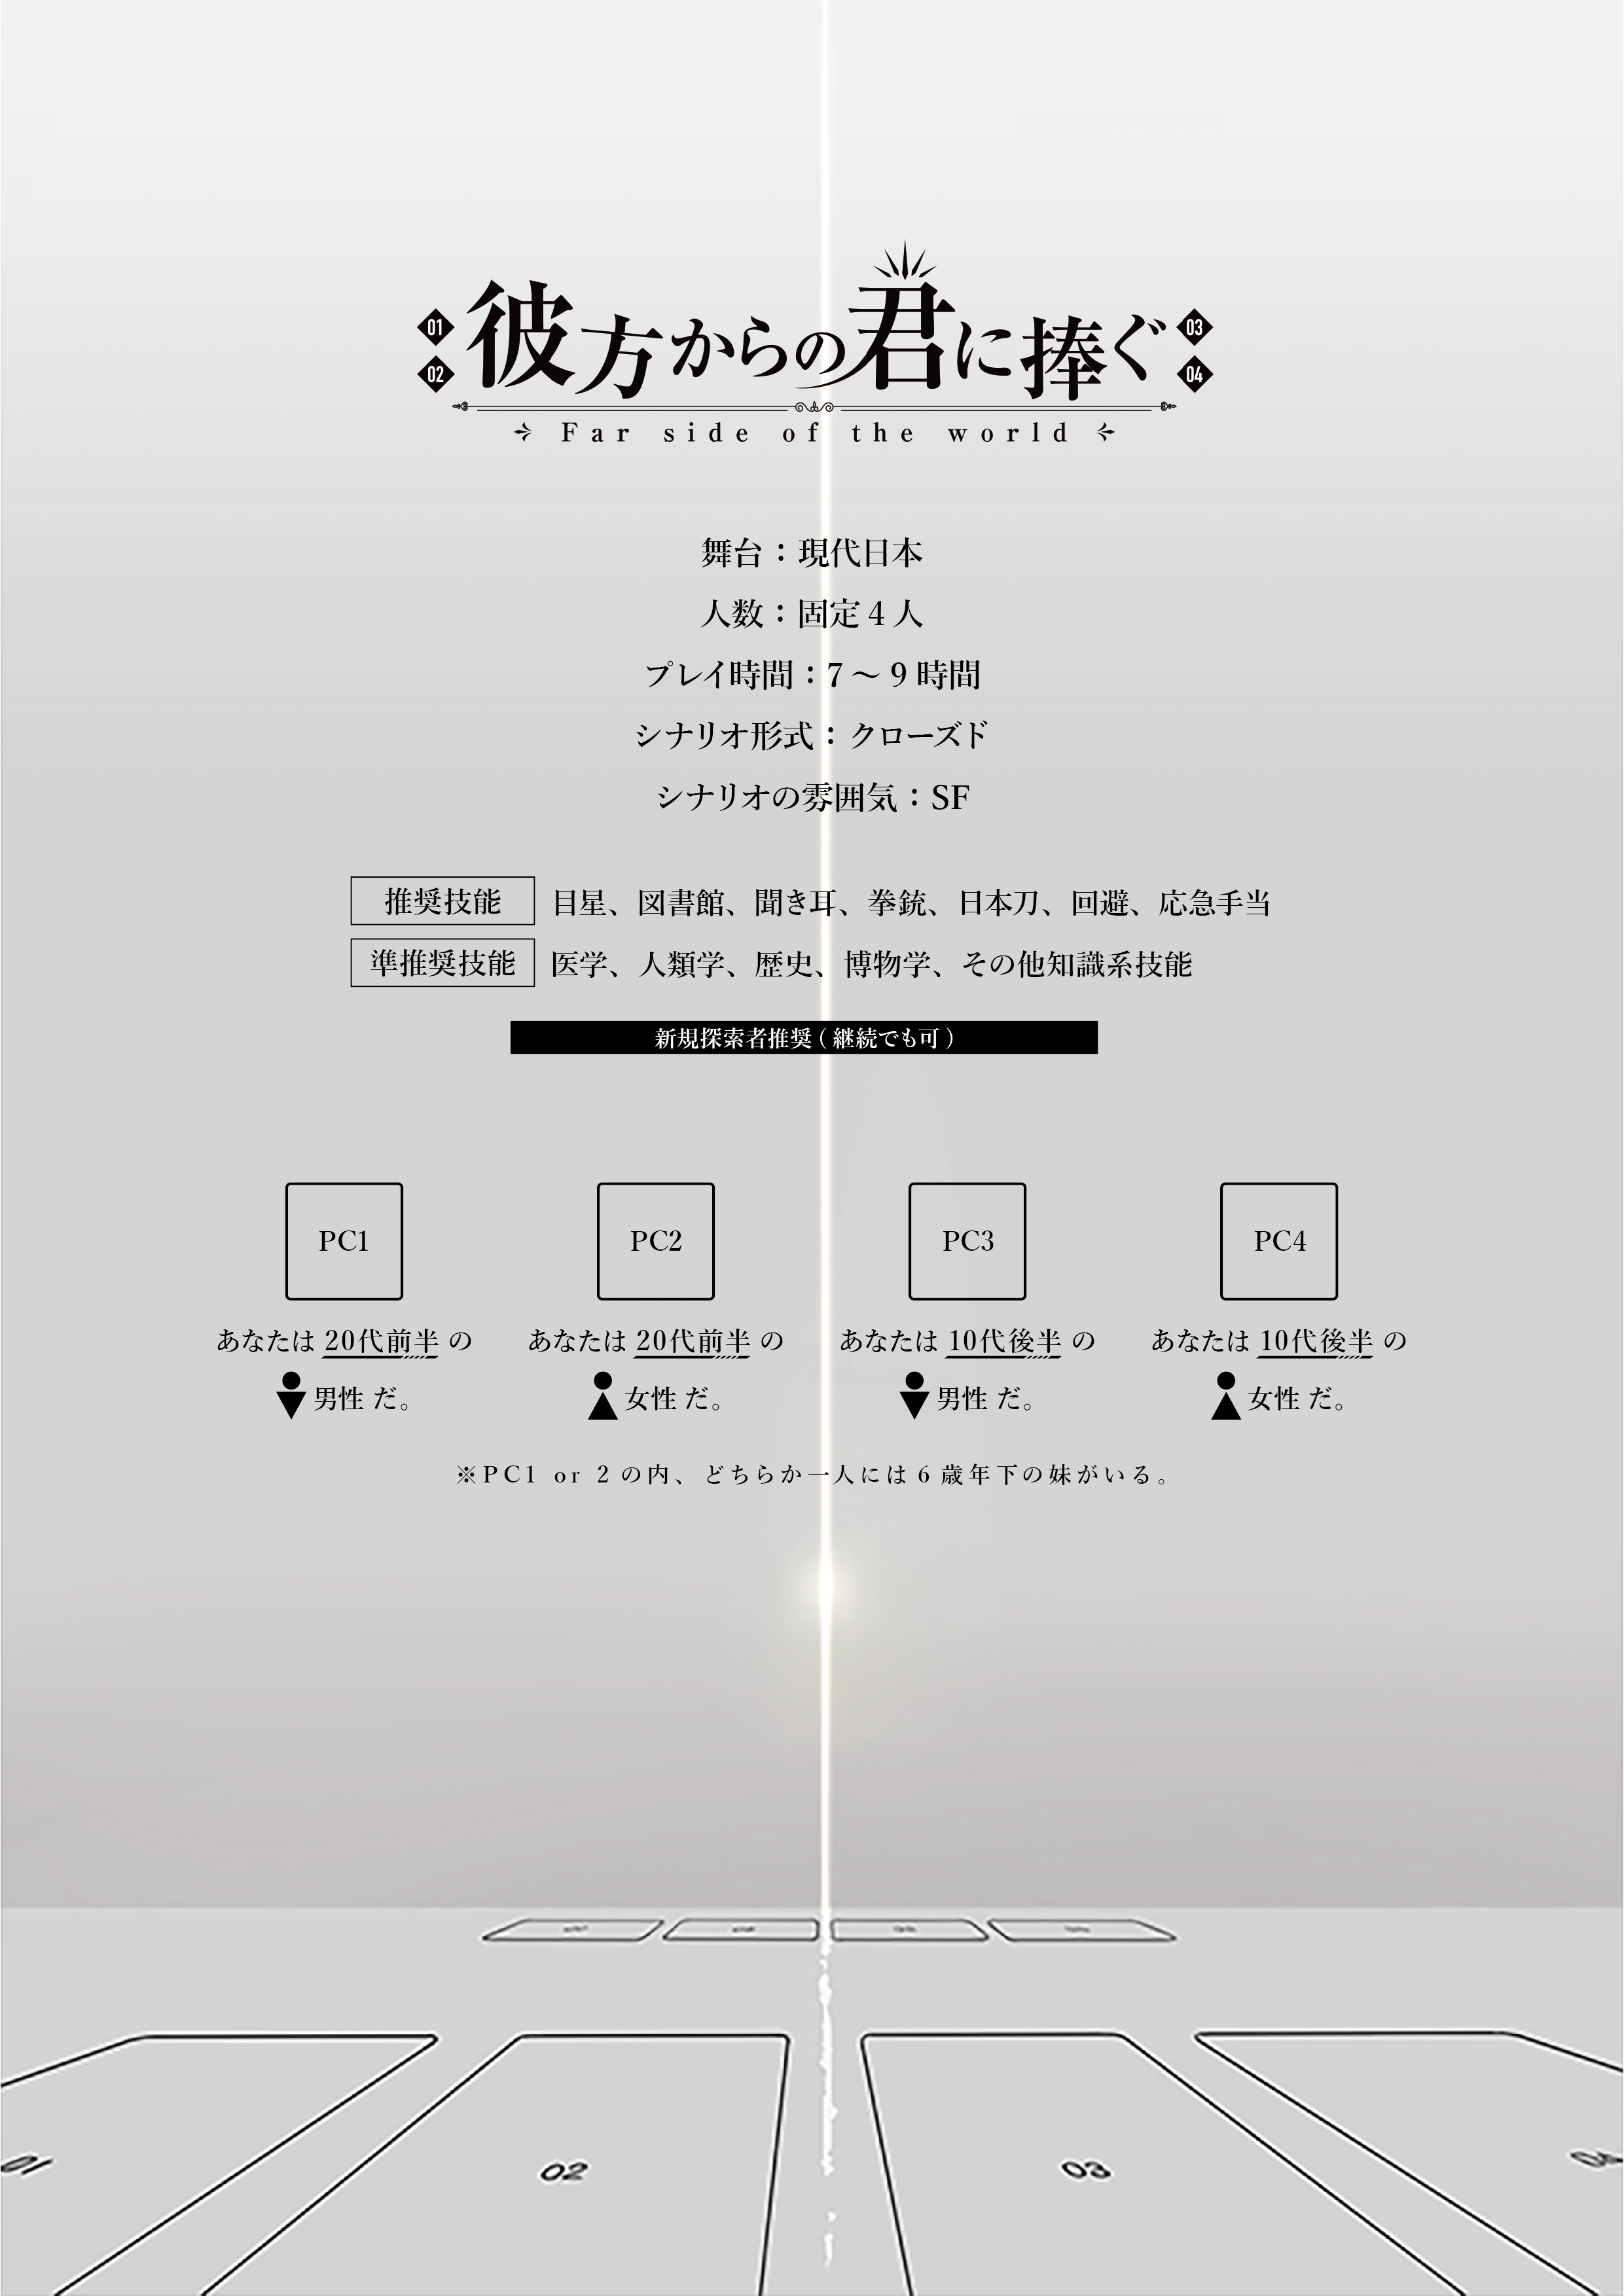 01
02
彼方からの君に捧ぐ
03
04
Far side of the world
舞台：現代日本
人数：固定4人
プレイ時間：7～9時間
シナリオ形式：クローズド
シナリオの雰囲気：SF
推奨技能 目星、図書館、聞き耳、拳銃、日本刀、回避、応急手当
準推奨技能 医学、人類学、歴史、博物学、その他知識系技能
新規探索者推奨（継続でも可）
PC1
あなたは 20代前半 の
男性 だ。
PC2
あなたは 20代前半 の
女性 だ。
PC3
あなたは 10代後半 の
男性 だ。
PC4
あなたは 10代後半 の
女性 だ。
※PC1 or 2の内、どちらか一人には6歳年下の妹がいる。
01
02
03